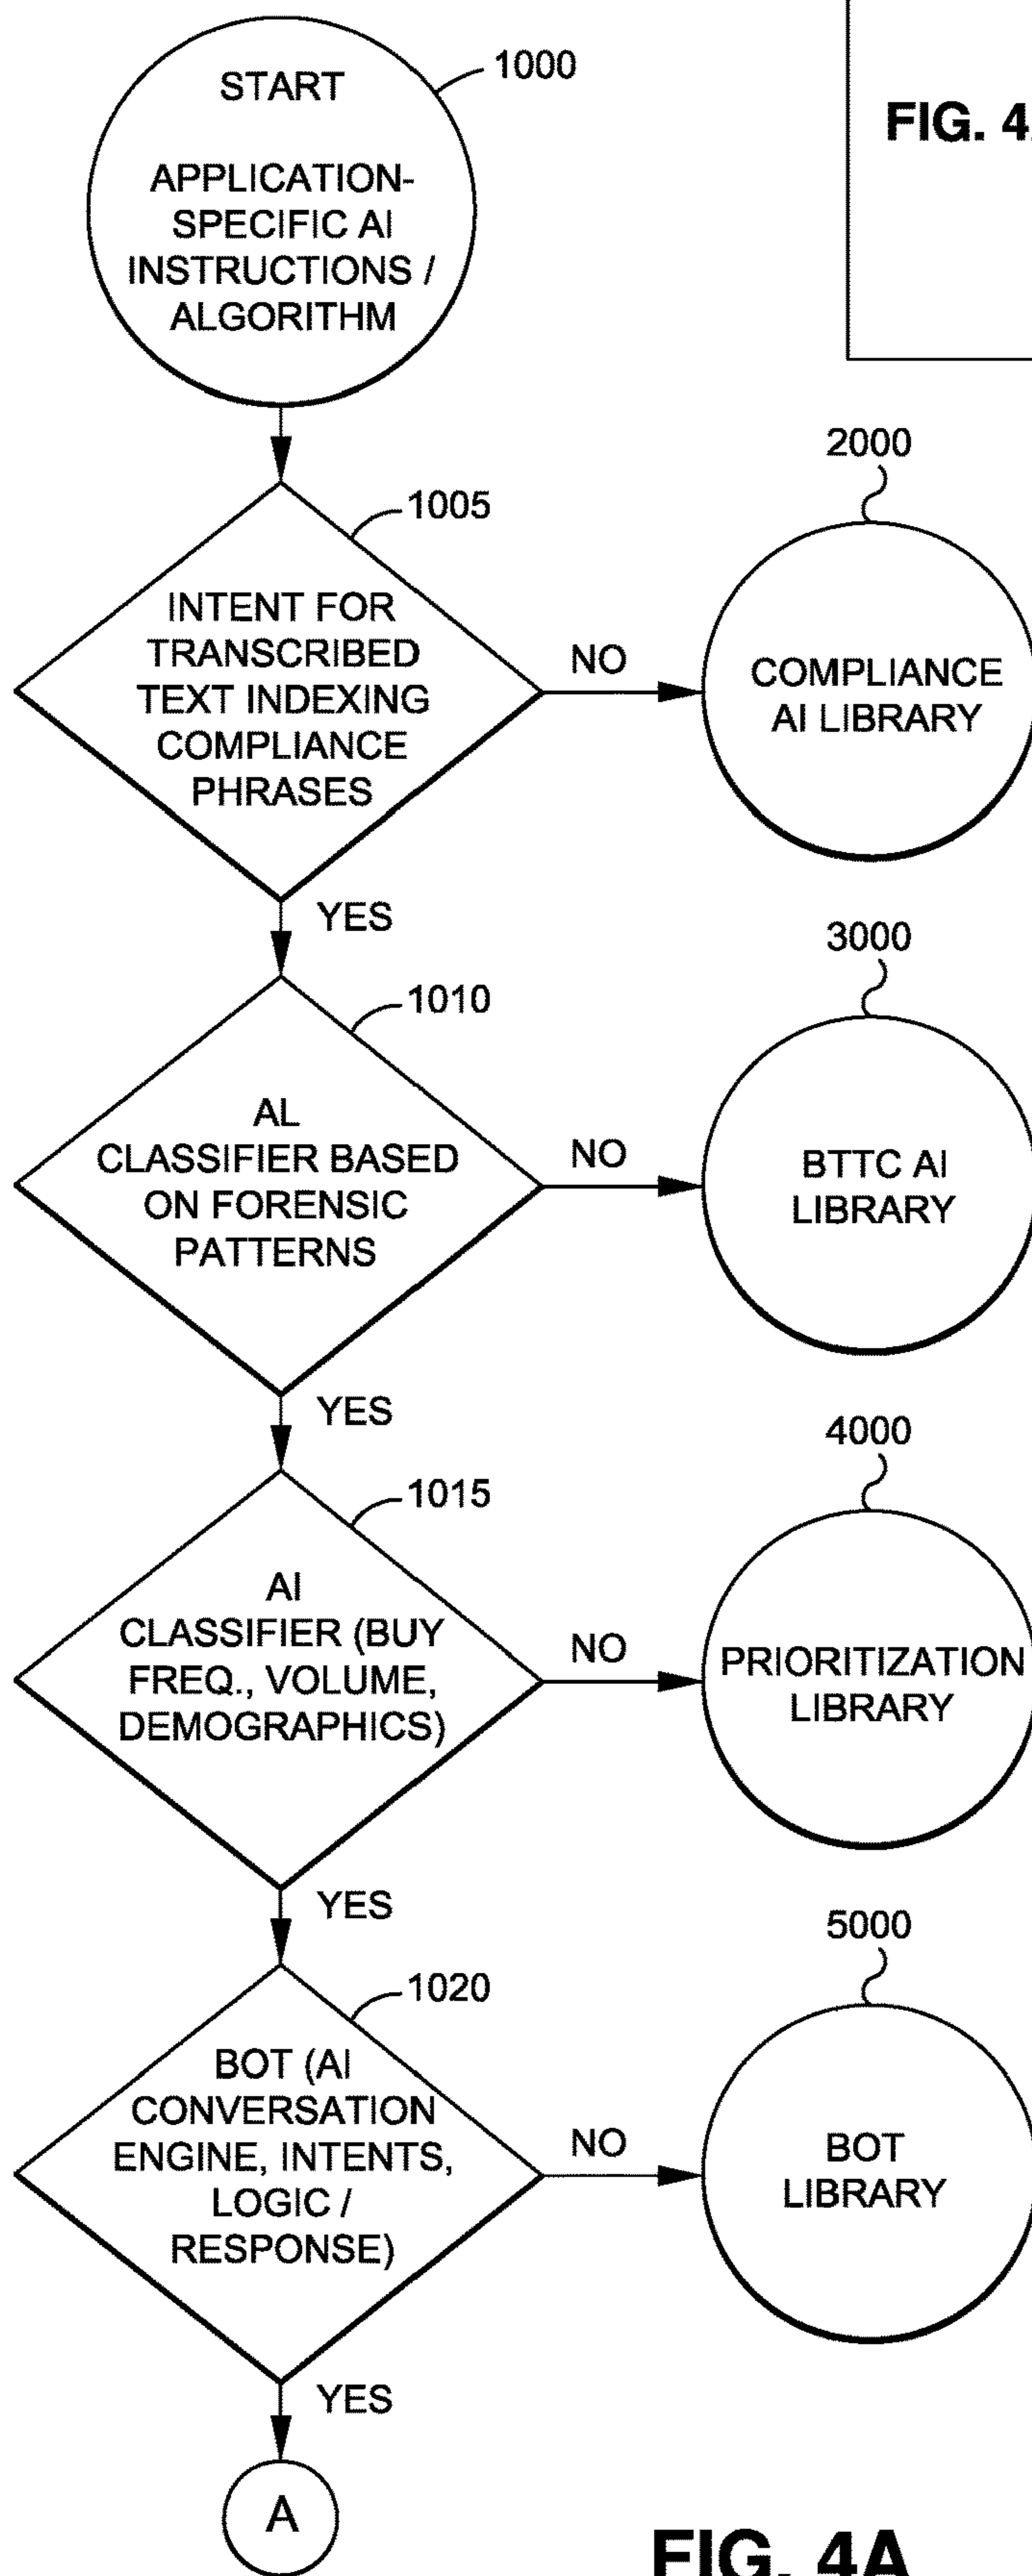 START
1000
APPLICATION-
SPECIFIC AI
INSTRUCTIONS /
ALGORITHM
FIG. 4
2000
1005
INTENT FOR
TRANSCRIBED
TEXT INDEXING
COMPLIANCE
PHRASES
NO
COMPLIANCE
AI LIBRARY
YES
3000
1010
AL
CLASSIFIER BASED
ON FORENSIC
PATTERNS
NO
BTTC AI
LIBRARY
YES
4000
1015
AI
CLASSIFIER (BUY
FREQ., VOLUME,
DEMOGRAPHICS)
NO
PRIORITIZATION
LIBRARY
YES
5000
1020
BOT (AI
CONVERSATION
ENGINE, INTENTS,
LOGIC /
RESPONSE)
NO
BOT
LIBRARY
YES
A
FIG. 4A